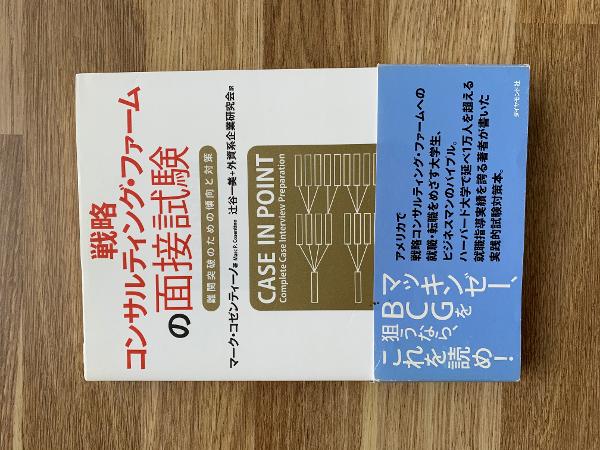 戦略
コンサルティング・ファーム
の面接試験
難関突破のための傾向と対策
マーク・コゼンティーノ著 Marc P. Cosentino
辻谷一美+外資系企業研究会訳
CASE IN POINT
Complete Case Interview Preparation
アメリカで
戦略コンサルティング・ファームへの
就職・転職をめざす大学生、
ビジネスマンのバイブル。
ハーバード大学で延べ1万人を超える
就職指導実績を誇る著者が書いた
実践的試験対策本。
マッキンゼー、
BCGを
狙うなら、
これを読め!
ダイヤモンド社